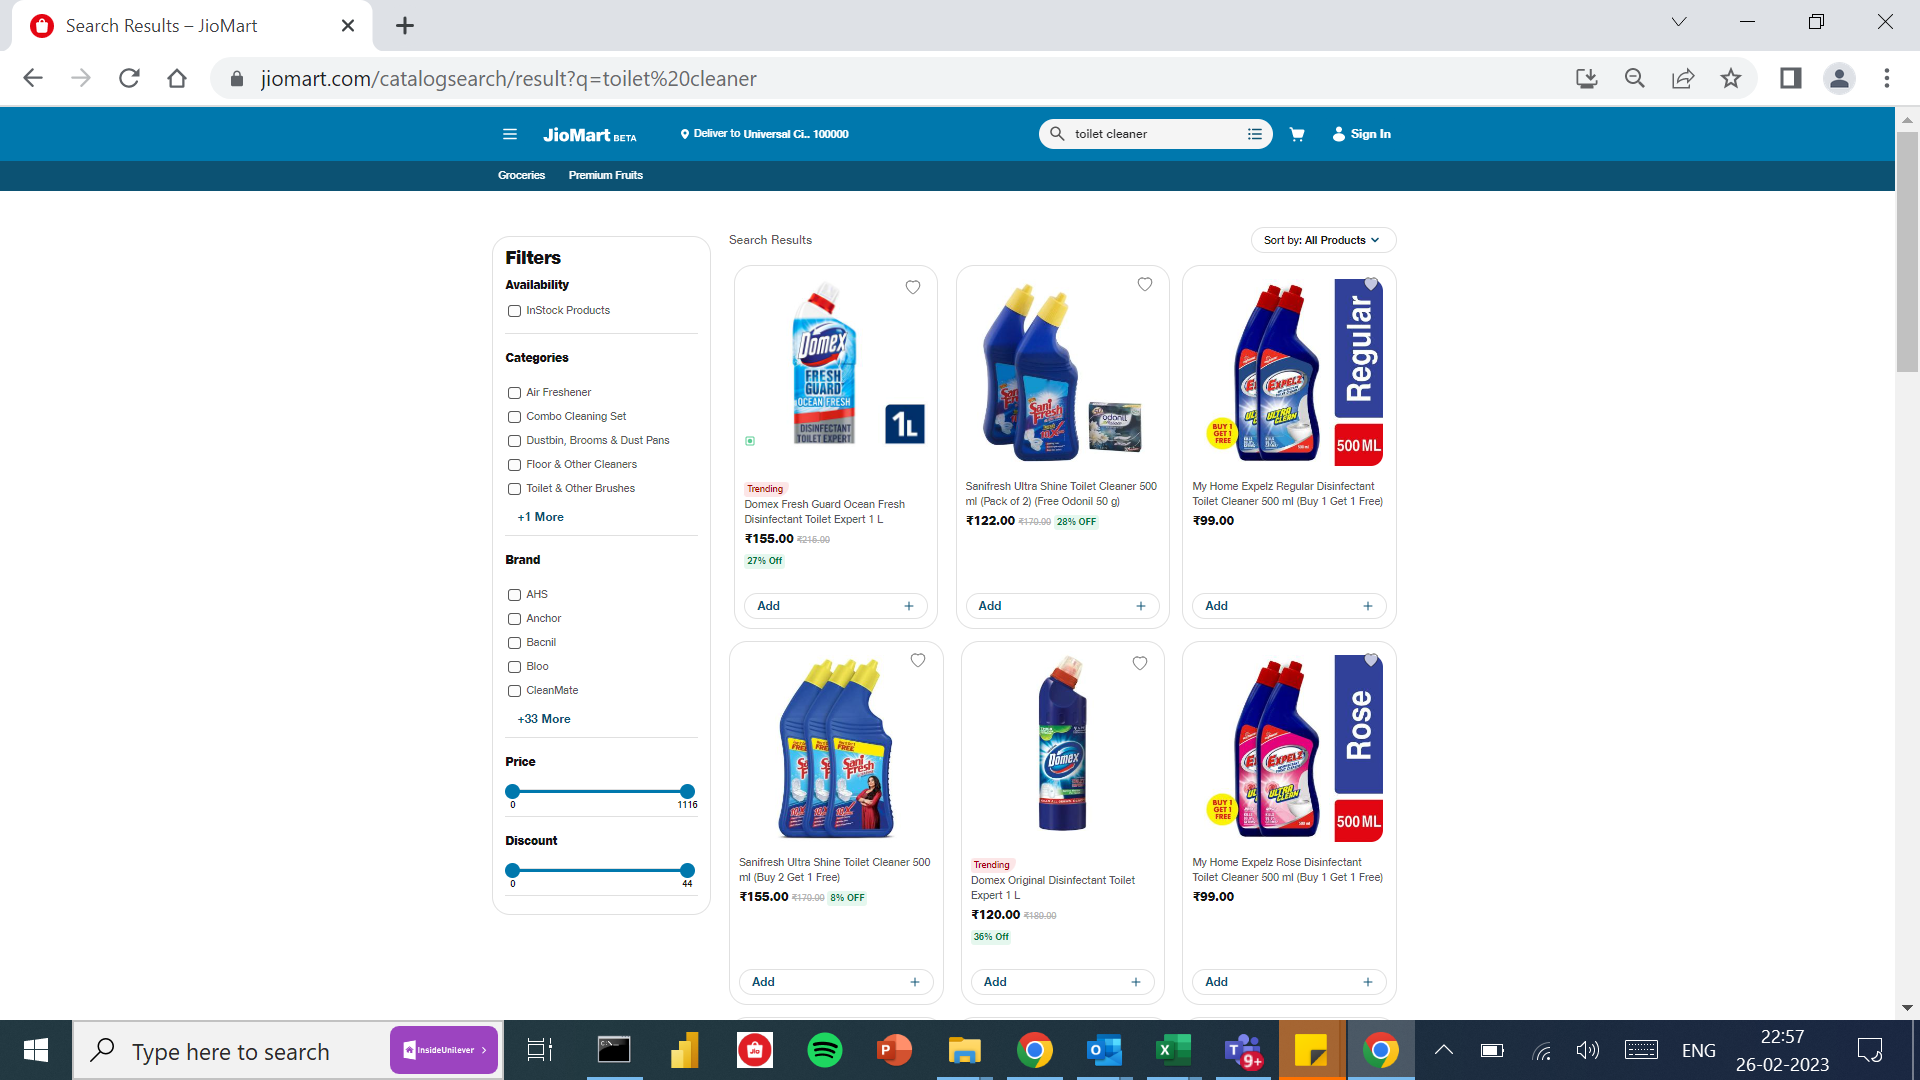 Search Results – JioMart
jiomart.com/catalogsearch/result?q=toilet%20cleaner
JioMart BETA
Deliver to Universal Ci.. 100000
toilet cleaner
Sign In
Groceries
Premium Fruits
Filters
Availability
InStock Products
Categories
Air Freshener
Combo Cleaning Set
Dustbin, Brooms & Dust Pans
Floor & Other Cleaners
Toilet & Other Brushes
+1 More
Brand
AHS
Anchor
Bacnil
Bloo
CleanMate
+33 More
Price
0
1116
Discount
0
44
Search Results
Sort by: All Products
Domex
FRESH
GUARD
OCEAN FRESH
DISINFECTANT
TOILET EXPERT
1L
Trending
Domex Fresh Guard Ocean Fresh
Disinfectant Toilet Expert 1 L
₹155.00 ₹215.00
27% Off
Add +
Sani
Fresh
odonil
Sanifresh Ultra Shine Toilet Cleaner 500
ml (Pack of 2) (Free Odonil 50 g)
₹122.00 ₹170.00 28% OFF
Add +
EXPELZ
ULTRA
CLEAN
BUY 1
GET 1
FREE
Regular
500 ML
My Home Expelz Regular Disinfectant
Toilet Cleaner 500 ml (Buy 1 Get 1 Free)
₹99.00
Add +
FREE
Sani
Fresh
Sanifresh Ultra Shine Toilet Cleaner 500
ml (Buy 2 Get 1 Free)
₹155.00 ₹170.00 8% OFF
Add +
Domex
Trending
Domex Original Disinfectant Toilet
Expert 1 L
₹120.00 ₹189.00
36% Off
Add +
EXPELZ
ULTRA
CLEAN
BUY 1
GET 1
FREE
Rose
500 ML
My Home Expelz Rose Disinfectant
Toilet Cleaner 500 ml (Buy 1 Get 1 Free)
₹99.00
Add +
Type here to search
InsideUnilever
Jio
9+
ENG
22:57
26-02-2023